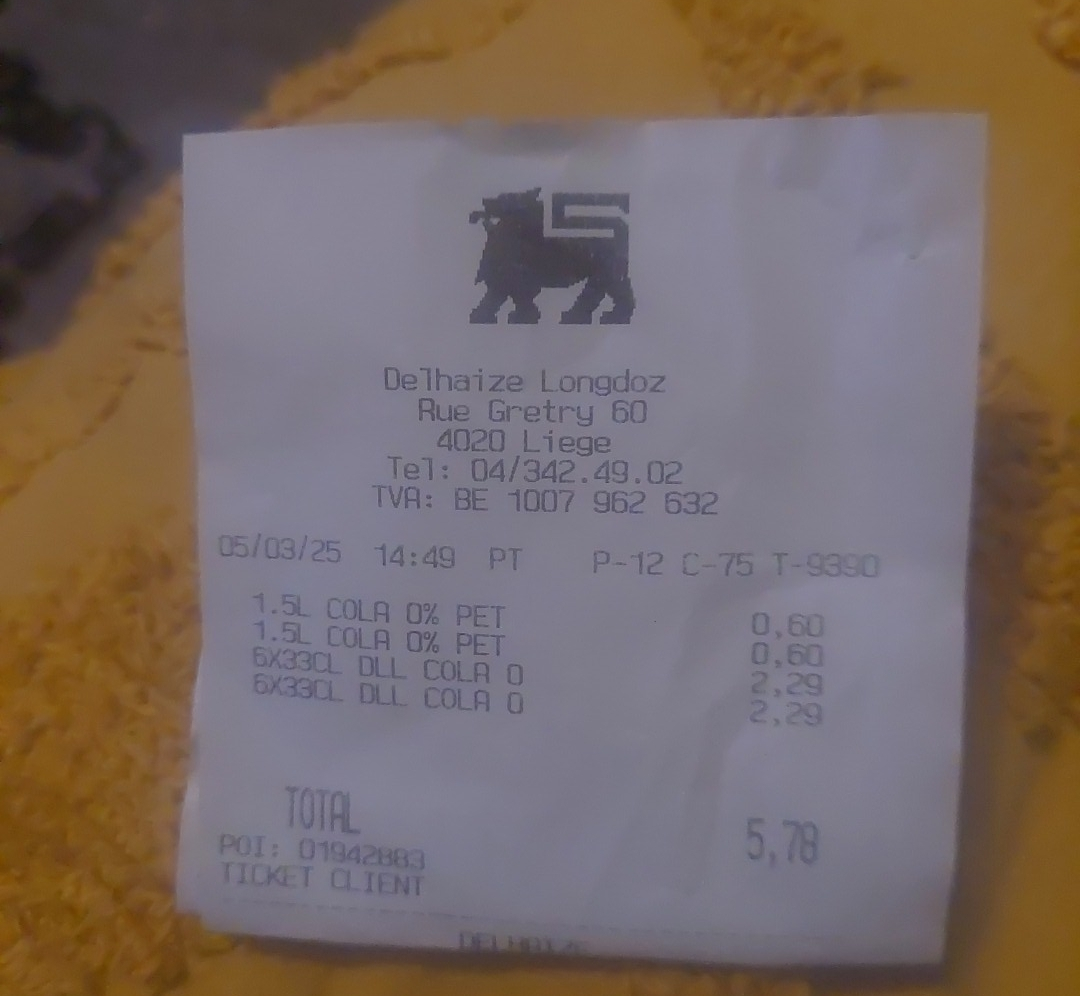 Delhaize Longdoz
Rue Gretry 60
4020 Liege
Tel: 04/342.49.02
TVA: BE 1007 962 632
05/03/25 14:49 PT P-12 C-75 T-9390
1.5L COLA 0% PET 0,60
1.5L COLA 0% PET 0,60
6X33CL DLL COLA 0 2,29
6X33CL DLL COLA 0 2,29
TOTAL 5,78
POI: 01942883
TICKET CLIENT
DELHAIZE